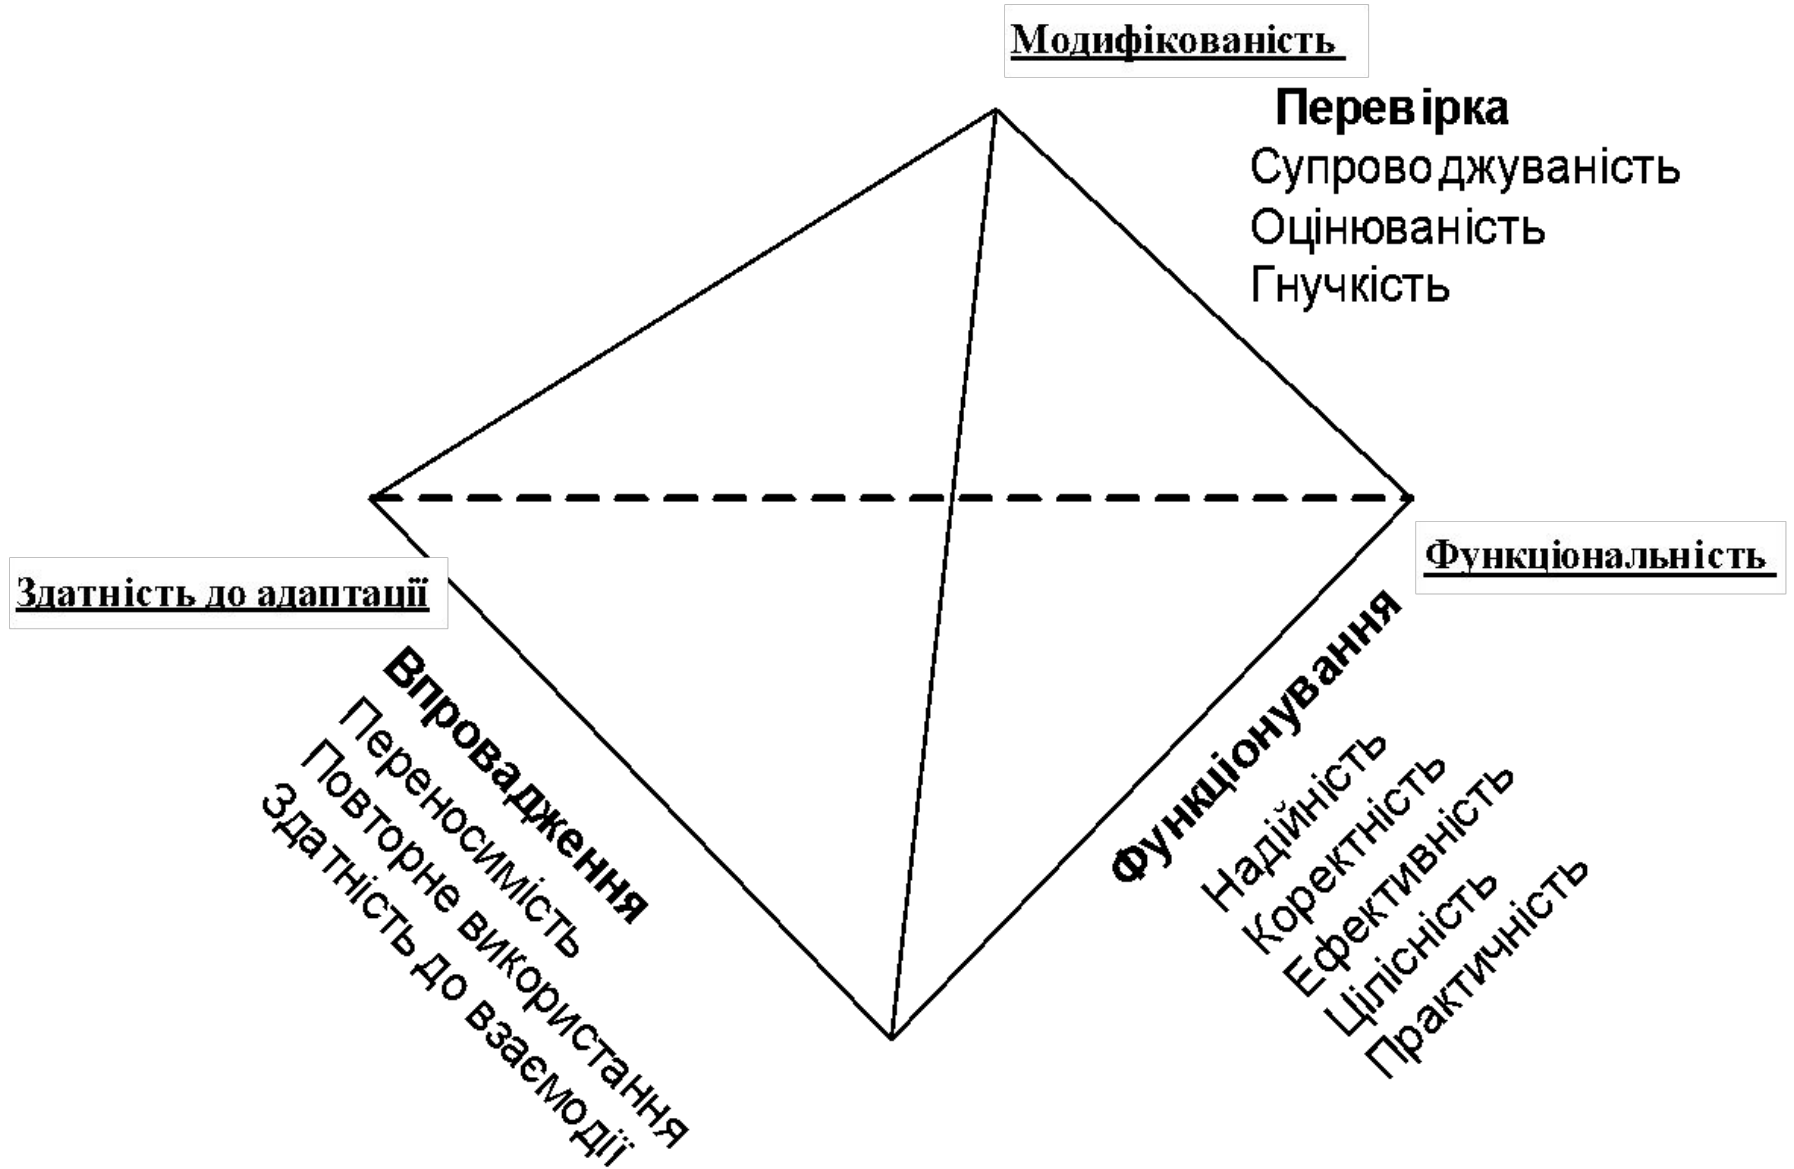 Модифікованість
Перевірка
Супроводжуваність
Оцінюваність
Гнучкість
Функціональність
Здатність до адаптації
Впровадження
Переносимість
Повторне використання
Здатність до взаємодії
Функціонування
Надійність
Коректність
Ефективність
Цілісність
Практичність